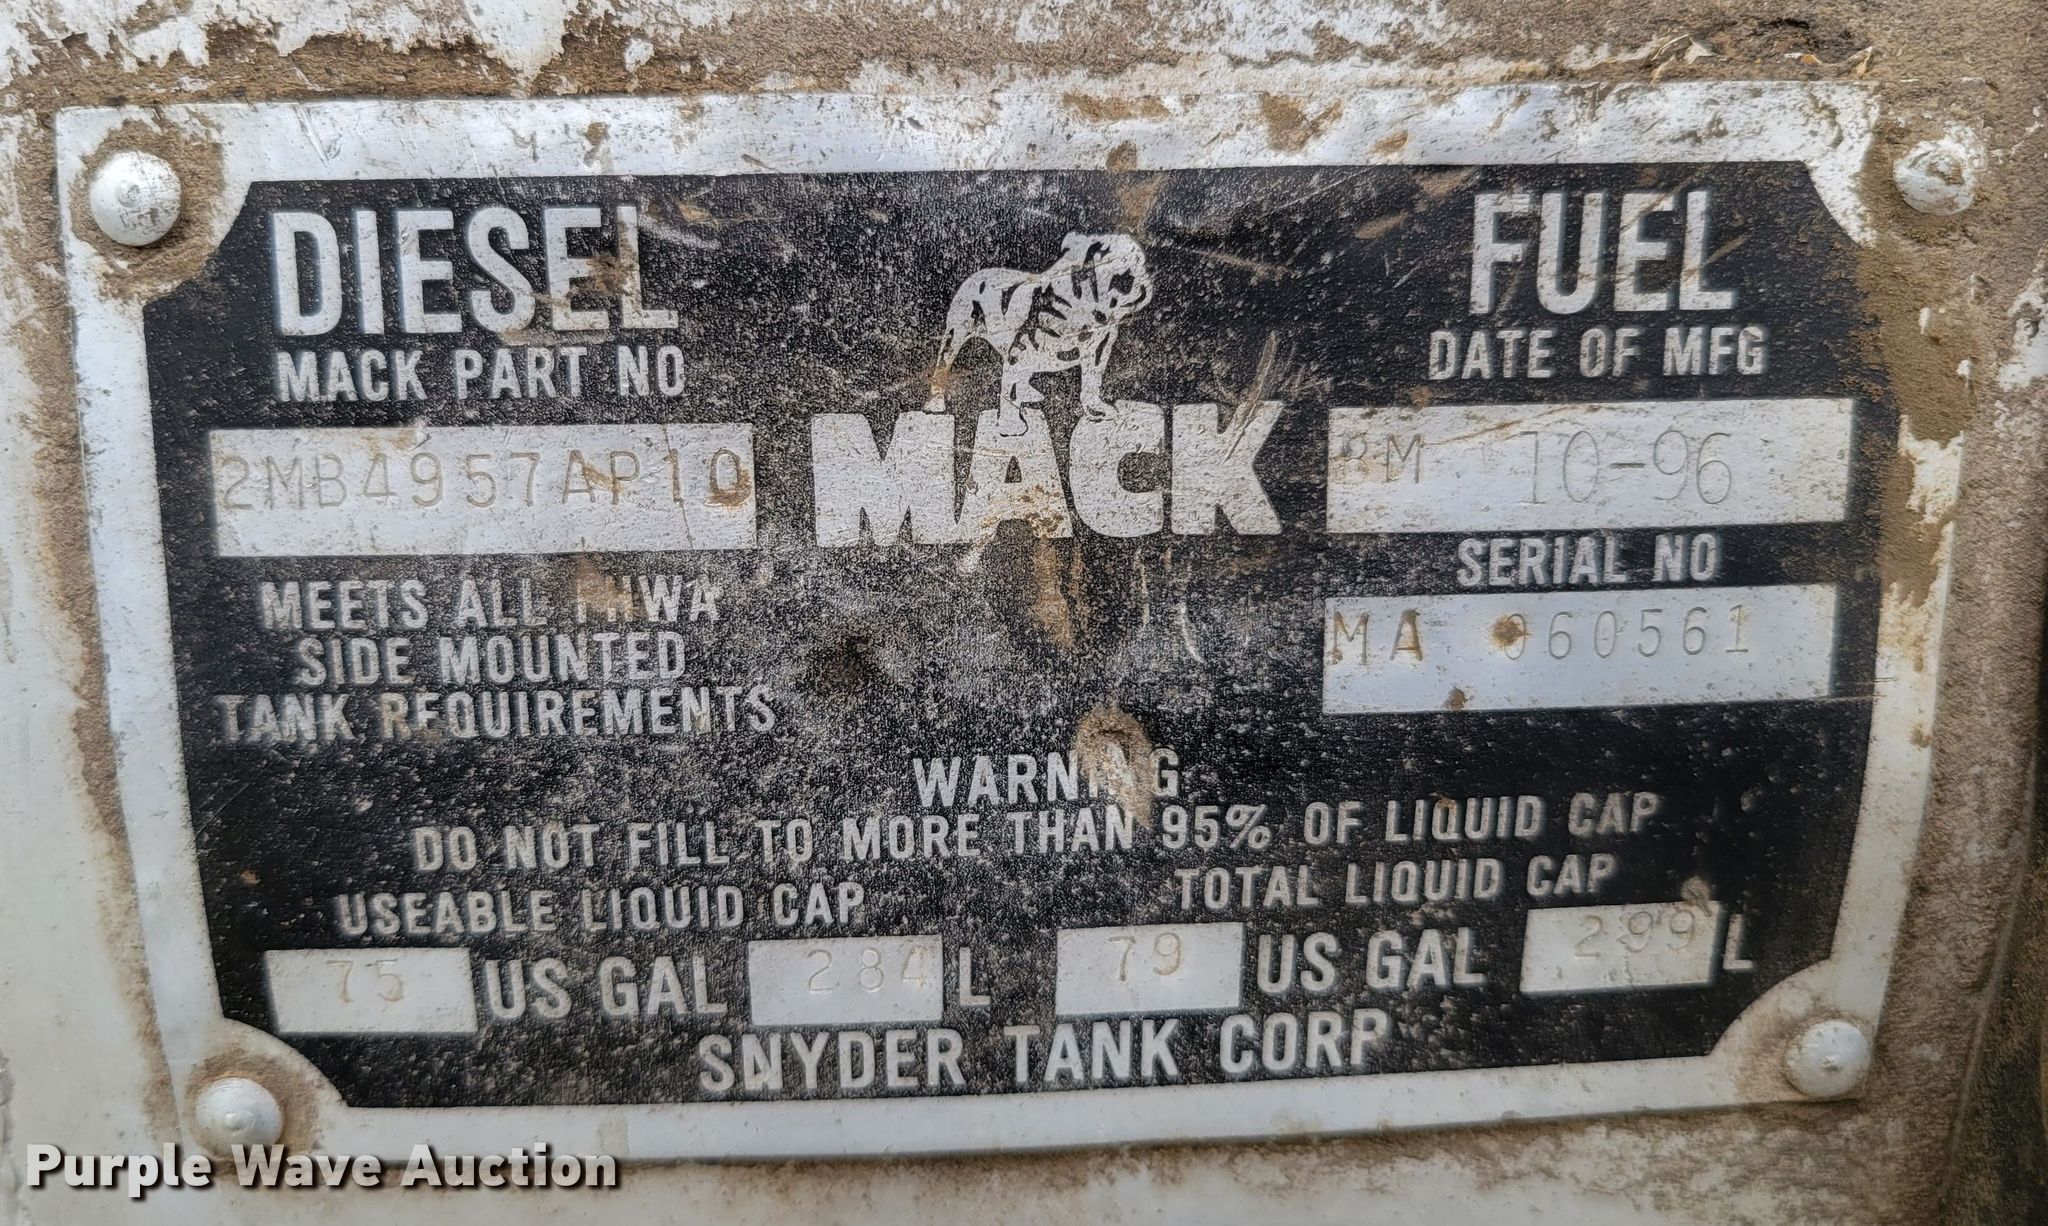 DIESEL FUEL
MACK PART NO
DATE OF MFG
2MB4957AP10
MACK
BM 10-96
SERIAL NO
MA 060561
MEETS ALL FHWA
SIDE MOUNTED
TANK REQUIREMENTS
WARNING
DO NOT FILL TO MORE THAN 95% OF LIQUID CAP
USEABLE LIQUID CAP
TOTAL LIQUID CAP
75 US GAL 284 L 79 US GAL 299 L
SNYDER TANK CORP
Purple Wave Auction